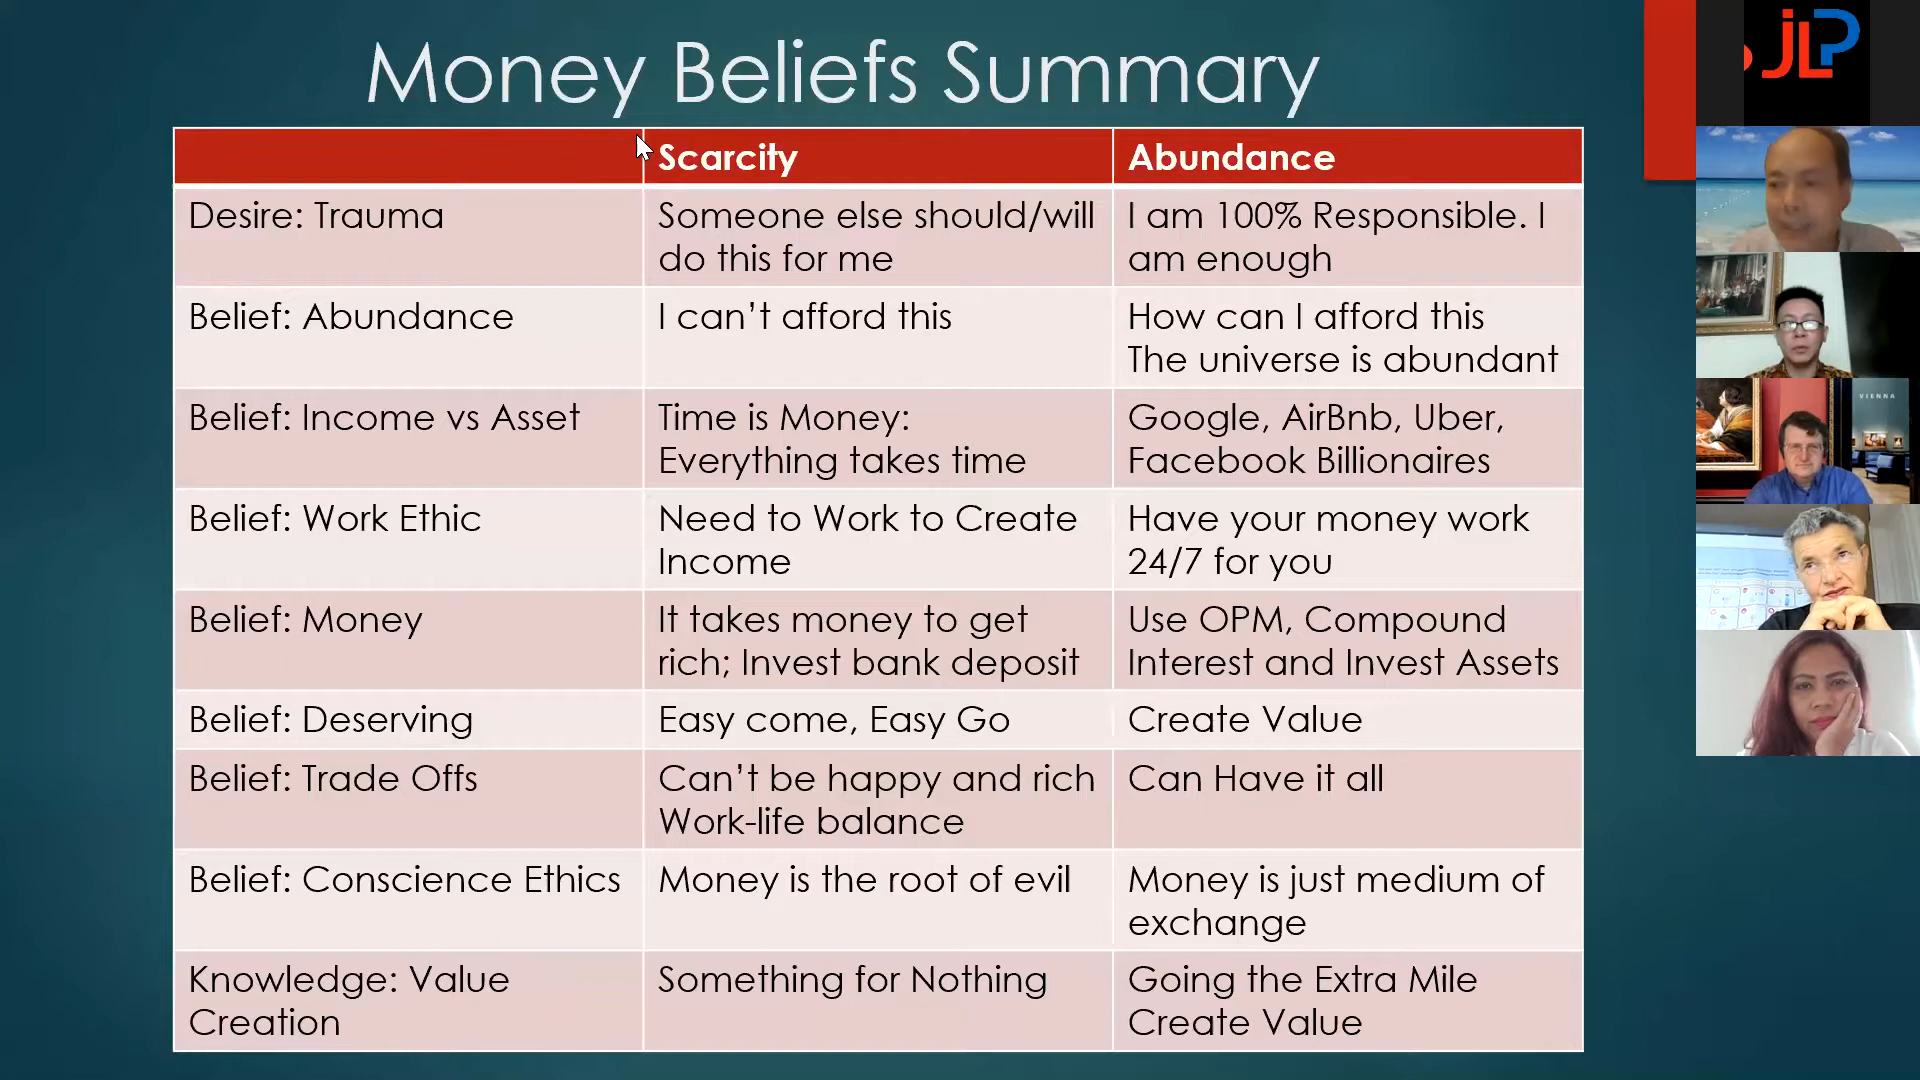 Money Beliefs Summary
Scarcity
Abundance
Desire: Trauma
Someone else should/will
do this for me
I am 100% Responsible. I
am enough
Belief: Abundance
I can’t afford this
How can I afford this
The universe is abundant
Belief: Income vs Asset
Time is Money:
Everything takes time
Google, AirBnb, Uber,
Facebook Billionaires
Belief: Work Ethic
Need to Work to Create
Income
Have your money work
24/7 for you
Belief: Money
It takes money to get
rich; Invest bank deposit
Use OPM, Compound
Interest and Invest Assets
Belief: Deserving
Easy come, Easy Go
Create Value
Belief: Trade Offs
Can’t be happy and rich
Work-life balance
Can Have it all
Belief: Conscience Ethics
Money is the root of evil
Money is just medium of
exchange
Knowledge: Value
Creation
Something for Nothing
Going the Extra Mile
Create Value
JLP
VIENNA